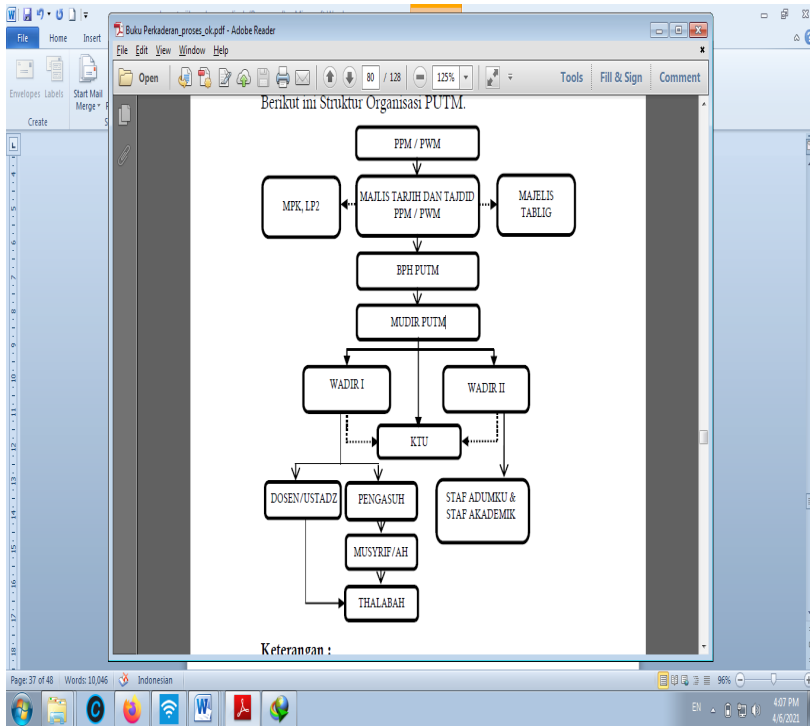 File Home Insert
Envelopes Labels Start Mail
Merge
Create
Buku Perkaderan_proses_ok.pdf - Adobe Reader
File Edit View Window Help
Open 80 / 128 125% Tools Fill & Sign Comment
Berikut ini Struktur Organisasi PUTM.
PPM / PWM
MPK, LP2
MAJLIS TARJIH DAN TAJDID
PPM / PWM
MAJELIS
TABLIG
BPH PUTM
MUDIR PUTM
WADIR I
WADIR II
KTU
DOSEN/USTADZ
PENGASUH
STAF ADUMKU &
STAF AKADEMIK
MUSYRIF/AH
THALABAH
Keterangan :
Page: 37 of 48 Words: 10,046 Indonesian 96%
EN 4:07 PM
4/6/2021